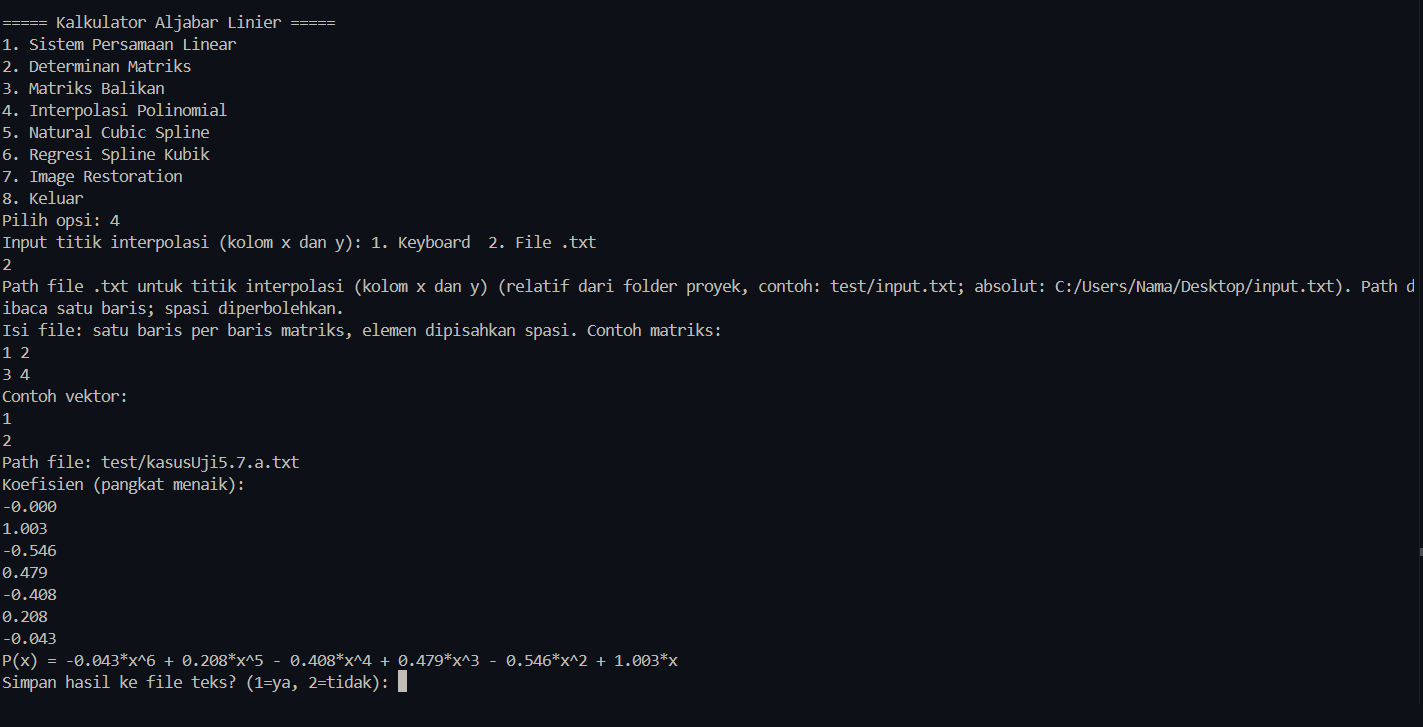 ===== Kalkulator Aljabar Linier =====
1. Sistem Persamaan Linear
2. Determinan Matriks
3. Matriks Balikan
4. Interpolasi Polinomial
5. Natural Cubic Spline
6. Regresi Spline Kubik
7. Image Restoration
8. Keluar
Pilih opsi: 4
Input titik interpolasi (kolom x dan y): 1. Keyboard  2. File .txt
2
Path file .txt untuk titik interpolasi (kolom x dan y) (relatif dari folder proyek, contoh: test/input.txt; absolut: C:/Users/Nama/Desktop/input.txt). Path d
ibaca satu baris; spasi diperbolehkan.
Isi file: satu baris per baris matriks, elemen dipisahkan spasi. Contoh matriks:
1 2
3 4
Contoh vektor:
1
2
Path file: test/kasusUji5.7.a.txt
Koefisien (pangkat menaik):
-0.000
1.003
-0.546
0.479
-0.408
0.208
-0.043
P(x) = -0.043*x^6 + 0.208*x^5 - 0.408*x^4 + 0.479*x^3 - 0.546*x^2 + 1.003*x
Simpan hasil ke file teks? (1=ya, 2=tidak):